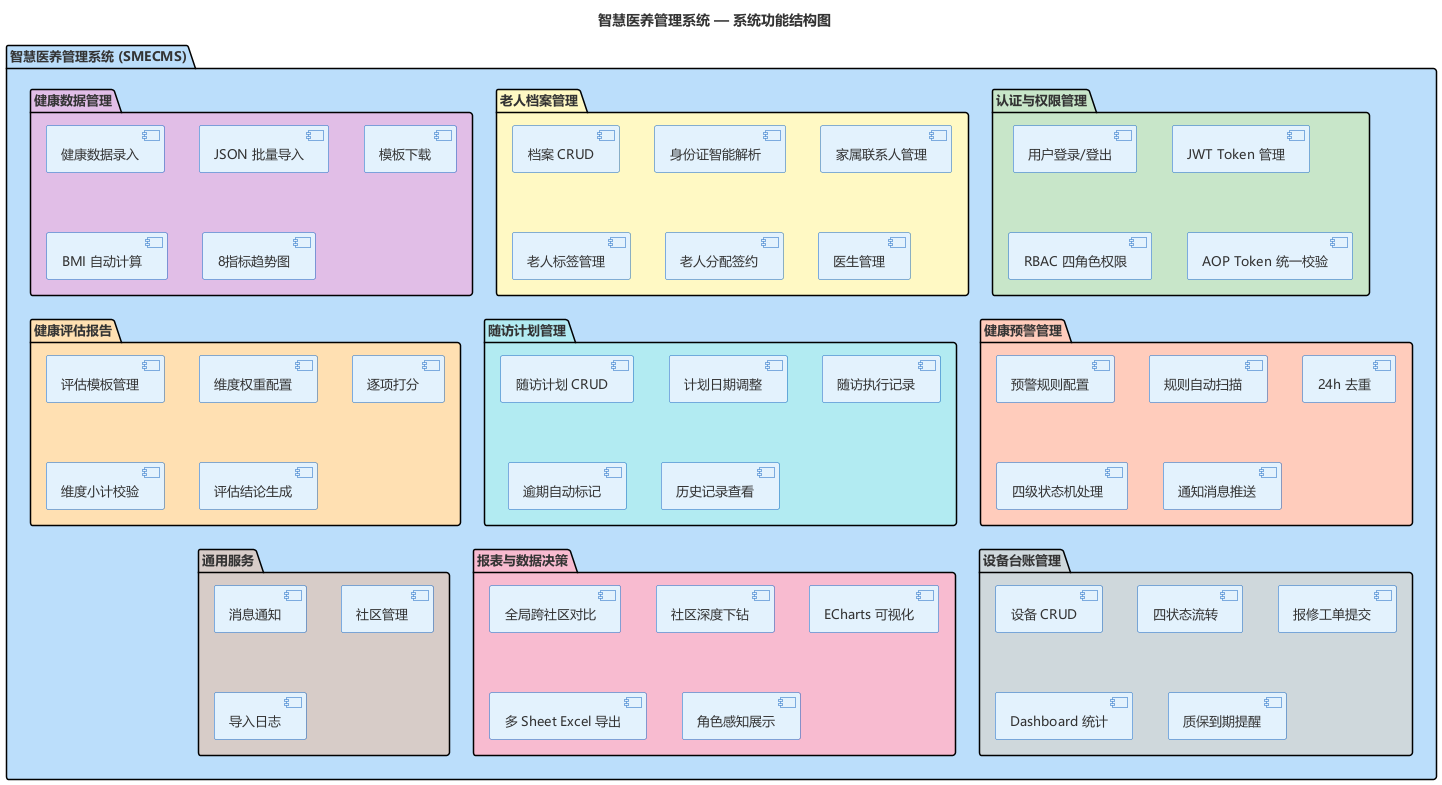 智慧医养管理系统 — 系统功能结构图
智慧医养管理系统 (SMECMS)
健康数据管理
健康数据录入
JSON 批量导入
模板下载
BMI 自动计算
8指标趋势图
老人档案管理
档案 CRUD
身份证智能解析
家属联系人管理
老人标签管理
老人分配签约
医生管理
认证与权限管理
用户登录/登出
JWT Token 管理
RBAC 四角色权限
AOP Token 统一校验
健康评估报告
评估模板管理
维度权重配置
逐项打分
维度小计校验
评估结论生成
随访计划管理
随访计划 CRUD
计划日期调整
随访执行记录
逾期自动标记
历史记录查看
健康预警管理
预警规则配置
规则自动扫描
24h 去重
四级状态机处理
通知消息推送
通用服务
消息通知
社区管理
导入日志
报表与数据决策
全局跨社区对比
社区深度下钻
ECharts 可视化
多 Sheet Excel 导出
角色感知展示
设备台账管理
设备 CRUD
四状态流转
报修工单提交
Dashboard 统计
质保到期提醒